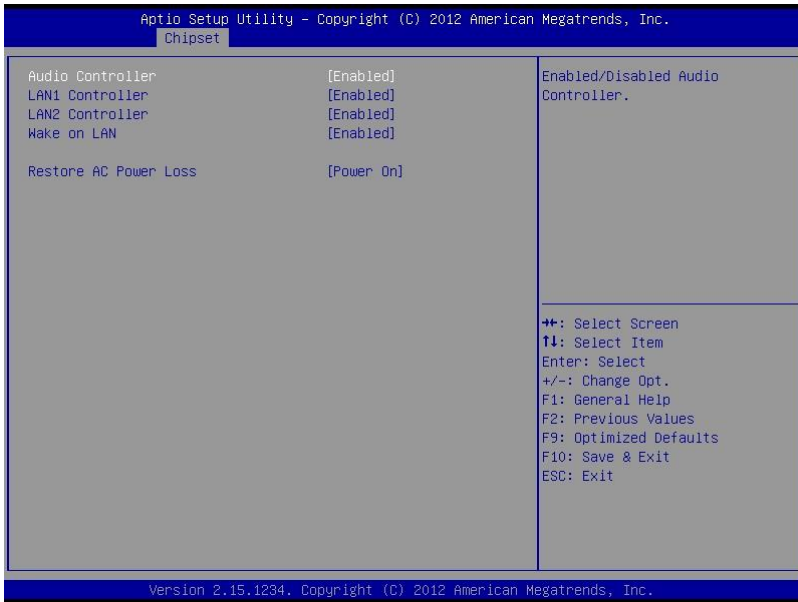 Aptio Setup Utility – Copyright (C) 2012 American Megatrends, Inc.
Chipset
Audio Controller [Enabled]
LAN1 Controller [Enabled]
LAN2 Controller [Enabled]
Wake on LAN [Enabled]
Restore AC Power Loss [Power On]
Enabled/Disabled Audio
Controller.
→←: Select Screen
↑↓: Select Item
Enter: Select
+/-: Change Opt.
F1: General Help
F2: Previous Values
F9: Optimized Defaults
F10: Save & Exit
ESC: Exit
Version 2.15.1234. Copyright (C) 2012 American Megatrends, Inc.